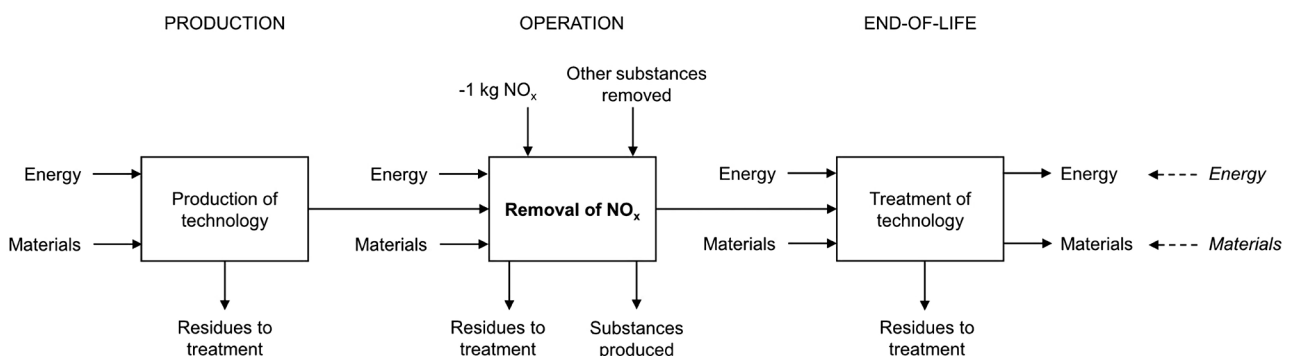 PRODUCTION
OPERATION
END-OF-LIFE
-1 kg NOx
Other substances
removed
Energy
Materials
Production of
technology
Residues to
treatment
Energy
Materials
Removal of NOx
Residues to
treatment
Substances
produced
Energy
Materials
Treatment of
technology
Residues to
treatment
Energy
Materials
Energy
Materials